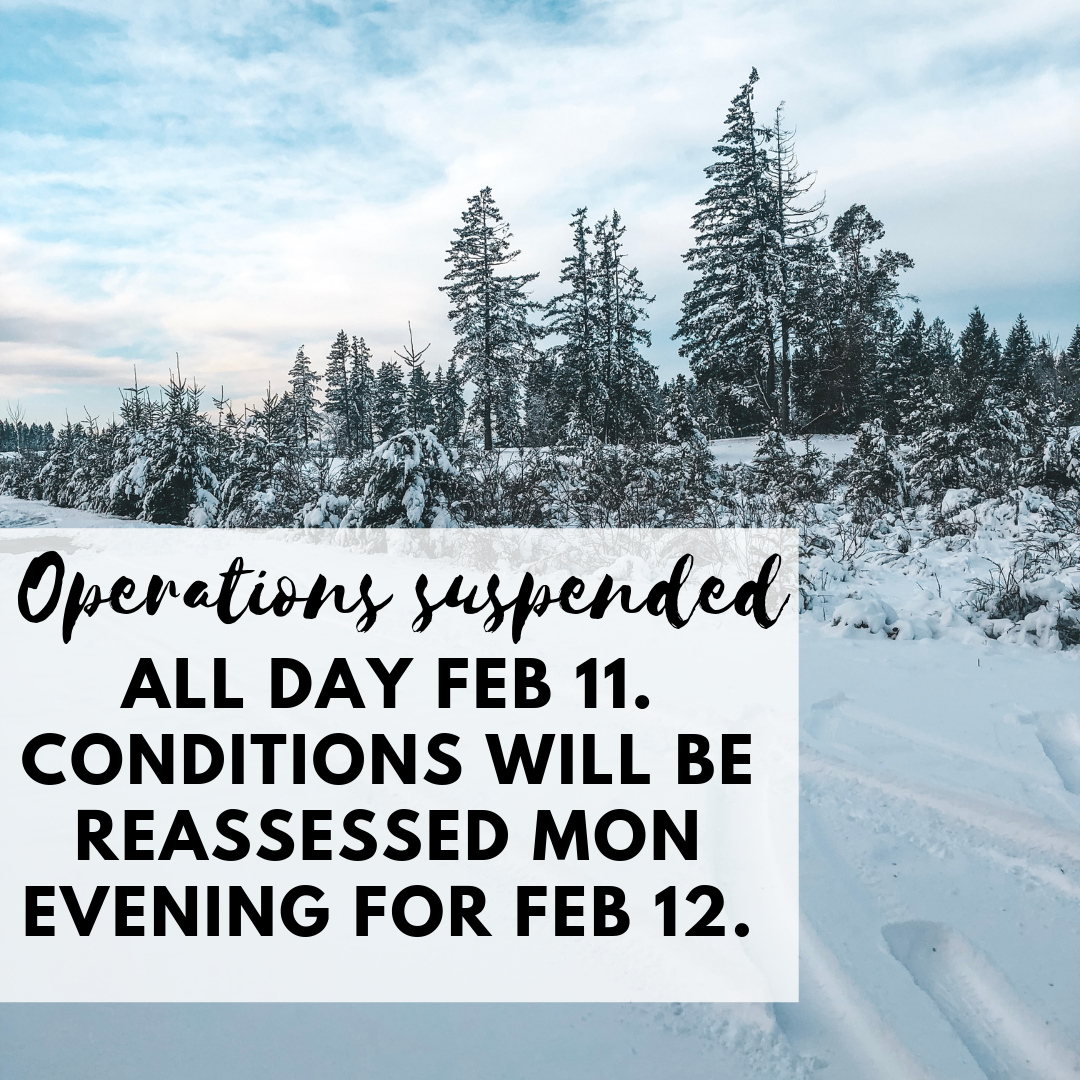 Operations suspended
ALL DAY FEB 11.
CONDITIONS WILL BE
REASSESSED MON
EVENING FOR FEB 12.